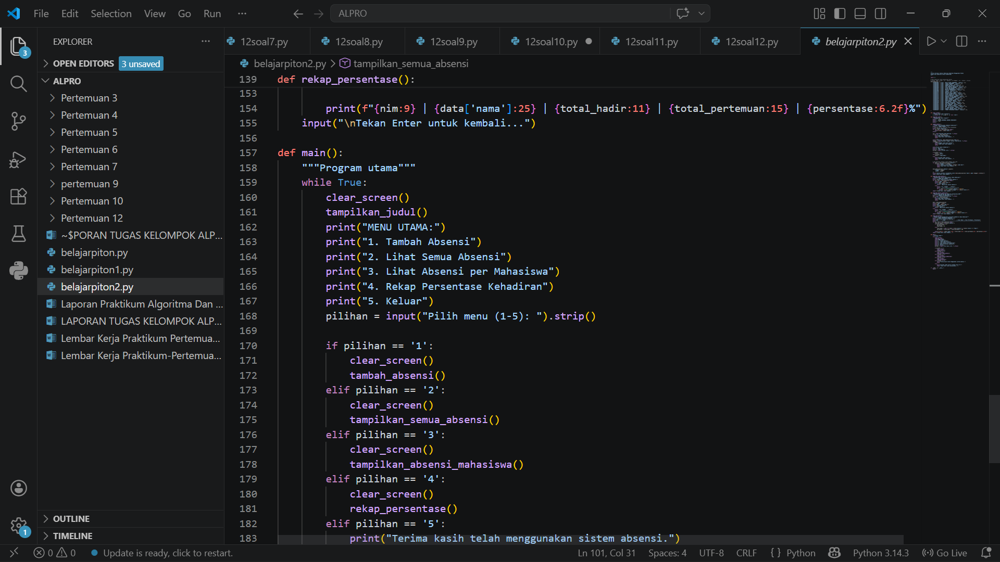 File Edit Selection View Go Run ···
ALPRO
EXPLORER
OPEN EDITORS 3 unsaved
ALPRO
Pertemuan 3
Pertemuan 4
Pertemuan 5
Pertemuan 6
Pertemuan 7
pertemuan 9
Pertemuan 10
Pertemuan 12
~$PORAN TUGAS KELOMPOK ALP...
belajarpiton.py
belajarpiton1.py
belajarpiton2.py
Laporan Praktikum Algoritma Dan ...
LAPORAN TUGAS KELOMPOK ALP...
Lembar Kerja Praktikum Pertemua...
Lembar Kerja Praktikum-Pertemua...
OUTLINE
TIMELINE
3
1
12soal7.py 12soal8.py 12soal9.py 12soal10.py 12soal11.py 12soal12.py belajarpiton2.py
belajarpiton2.py > tampilkan_semua_absensi
139 def rekap_persentase():
153
154 print(f"{nim:9} | {data['nama']:25} | {total_hadir:11} | {total_pertemuan:15} | {persentase:6.2f}%")
155 input("\nTekan Enter untuk kembali...")
156
157 def main():
158 """Program utama"""
159 while True:
160 clear_screen()
161 tampilkan_judul()
162 print("MENU UTAMA:")
163 print("1. Tambah Absensi")
164 print("2. Lihat Semua Absensi")
165 print("3. Lihat Absensi per Mahasiswa")
166 print("4. Rekap Persentase Kehadiran")
167 print("5. Keluar")
168 pilihan = input("Pilih menu (1-5): ").strip()
169
170 if pilihan == '1':
171 clear_screen()
172 tambah_absensi()
173 elif pilihan == '2':
174 clear_screen()
175 tampilkan_semua_absensi()
176 elif pilihan == '3':
177 clear_screen()
178 tampilkan_absensi_mahasiswa()
179 elif pilihan == '4':
180 clear_screen()
181 rekap_persentase()
182 elif pilihan == '5':
183 print("Terima kasih telah menggunakan sistem absensi.")
0 0 Update is ready, click to restart. Ln 101, Col 31 Spaces: 4 UTF-8 CRLF { } Python Python 3.14.3 Go Live